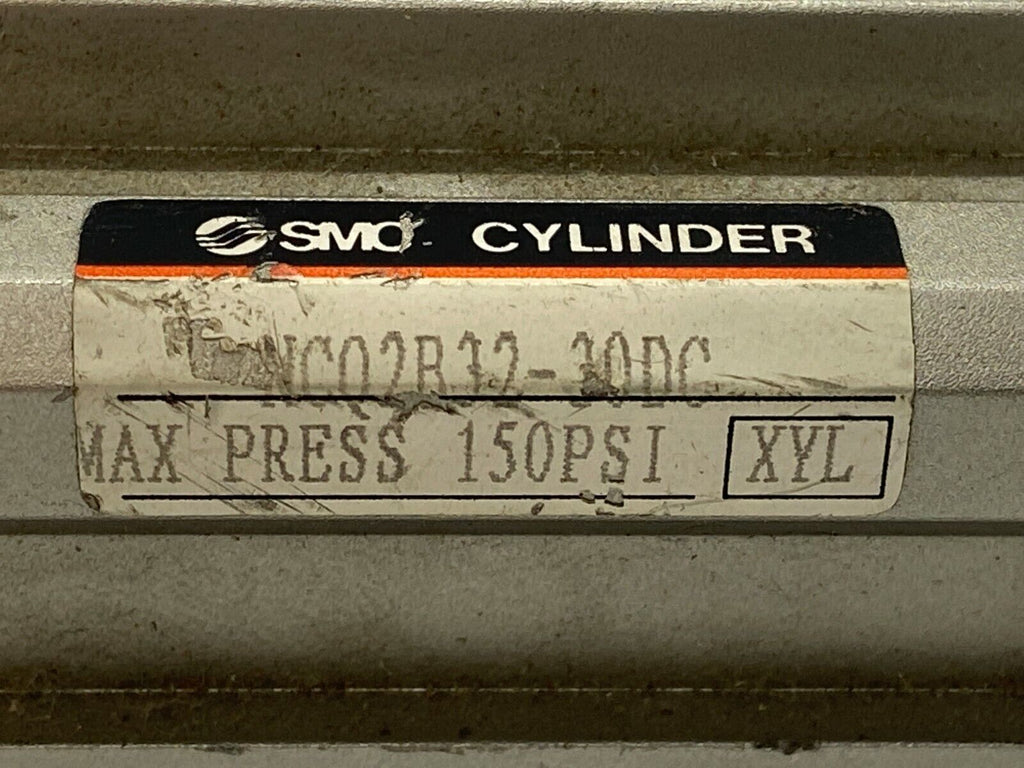 SMC CYLINDER
NCQ2B32-30DC
MAX PRESS 150PSI XYL